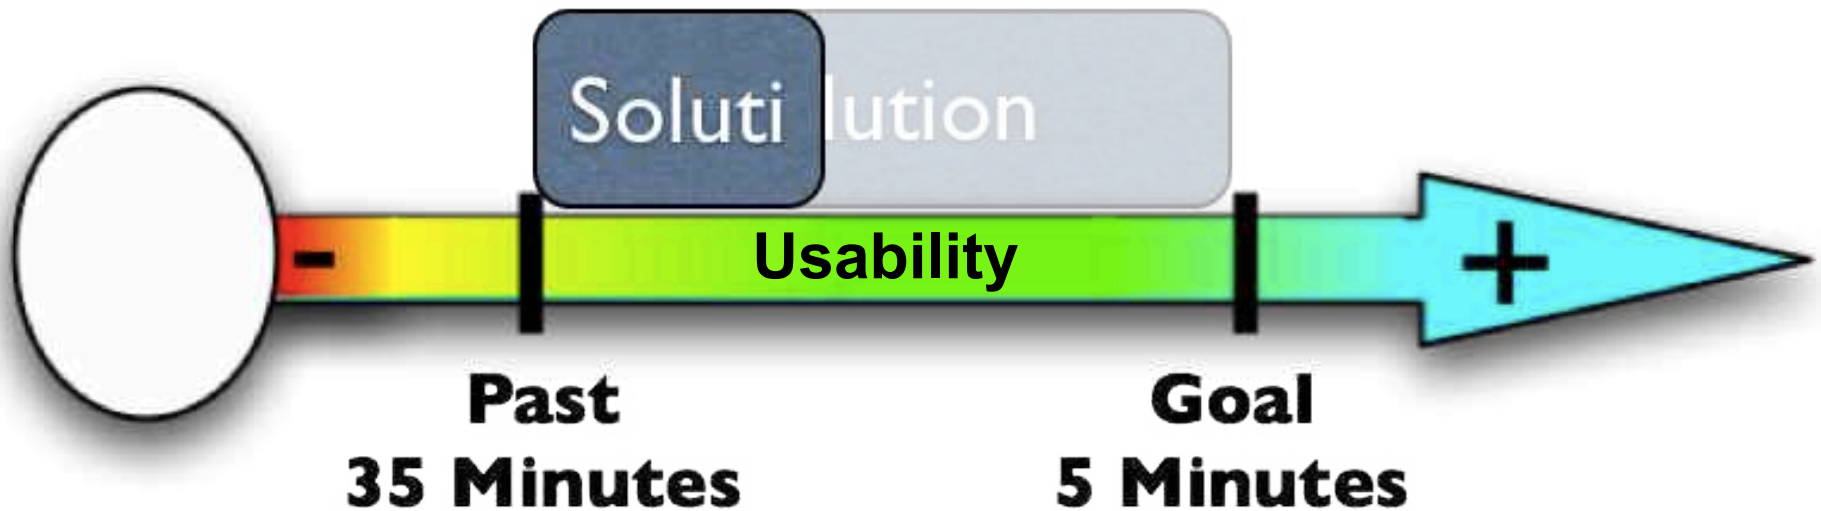 Soluti lution
- Usability +
Past Goal
35 Minutes 5 Minutes